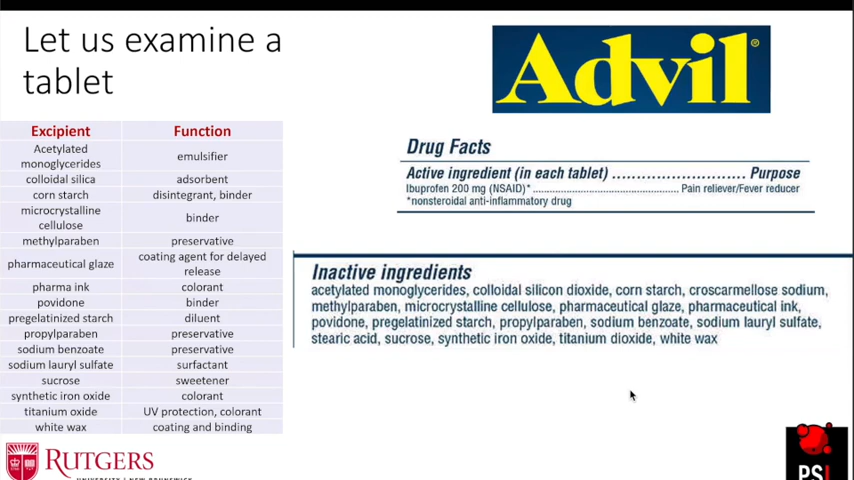 Let us examine a
tablet
Excipient Function
Acetylated
monoglycerides emulsifier
colloidal silica adsorbent
corn starch disintegrant, binder
microcrystalline
cellulose binder
methylparaben preservative
pharmaceutical glaze coating agent for delayed
release
pharma ink colorant
povidone binder
pregelatinized starch diluent
propylparaben preservative
sodium benzoate preservative
sodium lauryl sulfate surfactant
sucrose sweetener
synthetic iron oxide colorant
titanium oxide UV protection, colorant
white wax coating and binding
Advil®
Drug Facts
Active ingredient (in each tablet) ........................... Purpose
Ibuprofen 200 mg (NSAID)* ................................................ Pain reliever/Fever reducer
*nonsteroidal anti-inflammatory drug
Inactive ingredients
acetylated monoglycerides, colloidal silicon dioxide, corn starch, croscarmellose sodium,
methylparaben, microcrystalline cellulose, pharmaceutical glaze, pharmaceutical ink,
povidone, pregelatinized starch, propylparaben, sodium benzoate, sodium lauryl sulfate,
stearic acid, sucrose, synthetic iron oxide, titanium dioxide, white wax
RUTGERS